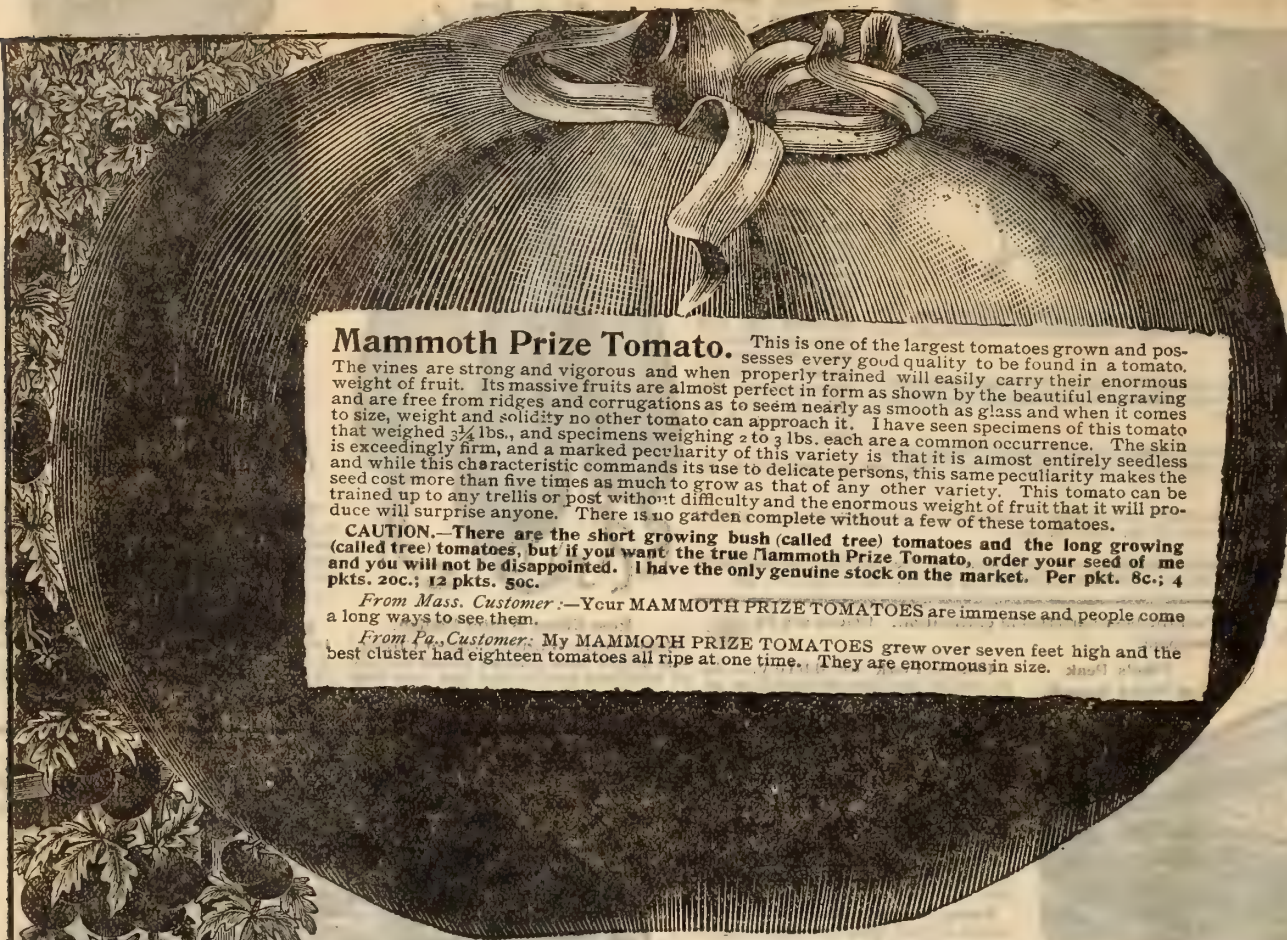 Mammoth Prize Tomato. This is one of the largest tomatoes grown and pos-
sesses every good quality to be found in a tomato.
The vines are strong and vigorous and when properly trained will easily carry their enormous
weight of fruit. Its massive fruits are almost perfect in form as shown by the beautiful engraving
and are free from ridges and corrugations as to seem nearly as smooth as glass and when it comes
to size, weight and solidity no other tomato can approach it. I have seen specimens of this tomato
that weighed 3¼ lbs., and specimens weighing 2 to 3 lbs. each are a common occurrence. The skin
is exceedingly firm, and a marked peculiarity of this variety is that it is almost entirely seedless
and while this characteristic commands its use to delicate persons, this same peculiarity makes the
seed cost more than five times as much to grow as that of any other variety. This tomato can be
trained up to any trellis or post without difficulty and the enormous weight of fruit that it will pro-
duce will surprise anyone. There is no garden complete without a few of these tomatoes.
CAUTION.—There are the short growing bush (called tree) tomatoes and the long growing
(called tree) tomatoes, but if you want the true Mammoth Prize Tomato, order your seed of me
and you will not be disappointed. I have the only genuine stock on the market. Per pkt. 8c.; 4
pkts. 20c.; 12 pkts. 50c.
From Mass. Customer:—Your MAMMOTH PRIZE TOMATOES are immense and people come
a long ways to see them.
From Pa., Customer: My MAMMOTH PRIZE TOMATOES grew over seven feet high and the
best cluster had eighteen tomatoes all ripe at one time. They are enormous in size.